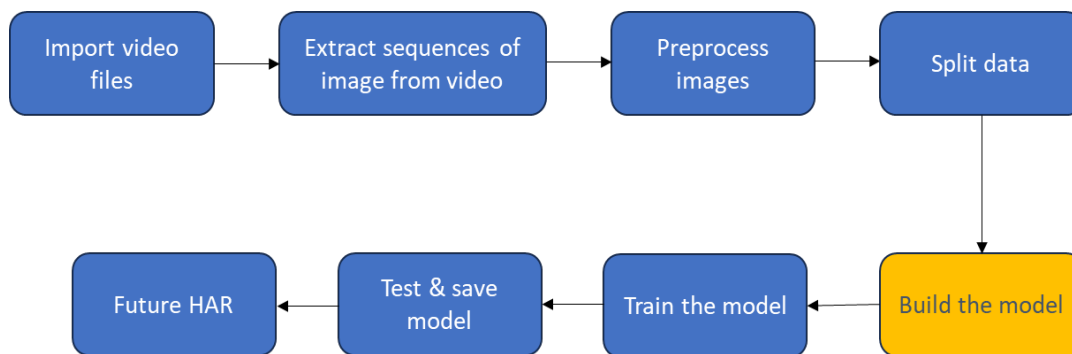 Import video
files
Extract sequences of
image from video
Preprocess
images
Split data
Build the model
Train the model
Test & save
model
Future HAR